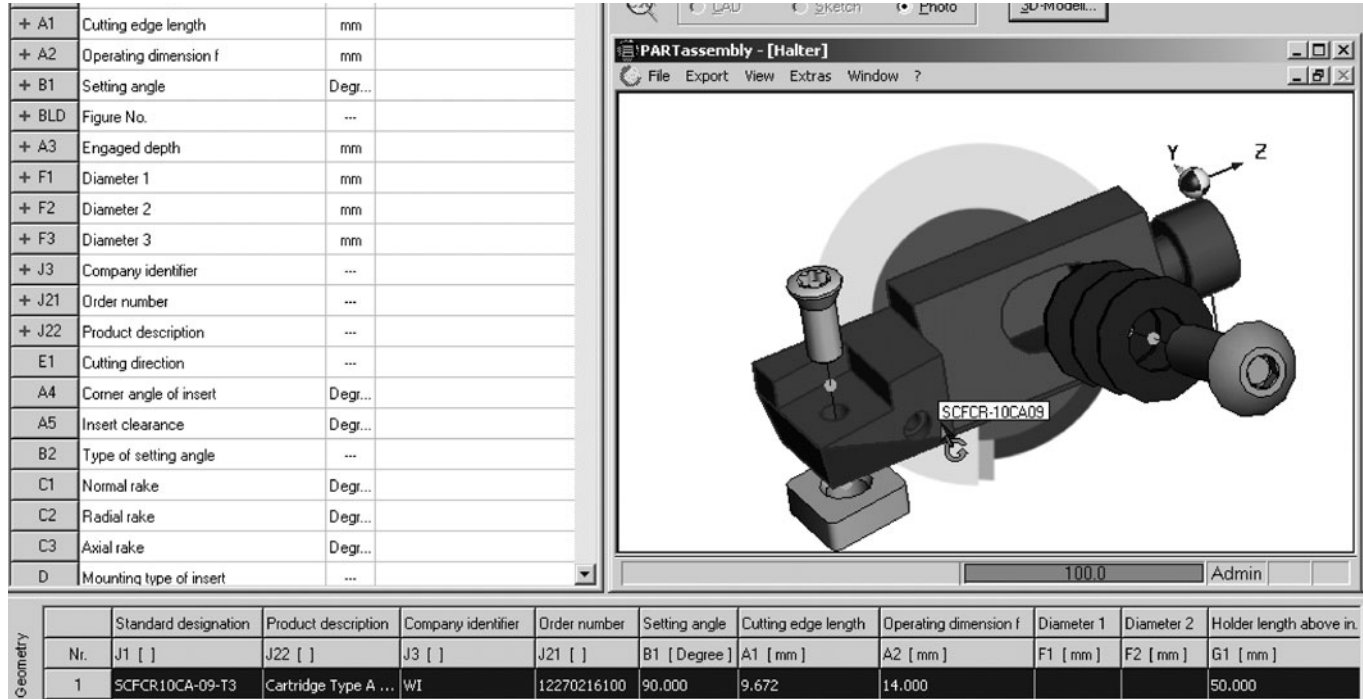 + A1 Cutting edge length mm
+ A2 Operating dimension f mm
+ B1 Setting angle Degr...
+ BLD Figure No. ---
+ A3 Engaged depth mm
+ F1 Diameter 1 mm
+ F2 Diameter 2 mm
+ F3 Diameter 3 mm
+ J3 Company identifier ---
+ J21 Order number ---
+ J22 Product description ---
E1 Cutting direction ---
A4 Corner angle of insert Degr...
A5 Insert clearance Degr...
B2 Type of setting angle ---
C1 Normal rake Degr...
C2 Radial rake Degr...
C3 Axial rake Degr...
D Mounting type of insert ---
CAD Sketch Photo 3D-Modell...
PARTassembly - [Halter]
File Export View Extras Window ?
Y Z
SCFCR-10CA09
100.0 Admin
Geometry
Standard designation Product description Company identifier Order number Setting angle Cutting edge length Operating dimension f Diameter 1 Diameter 2 Holder length above in.
Nr. J1 [ ] J22 [ ] J3 [ ] J21 [ ] B1 [ Degree ] A1 [ mm ] A2 [ mm ] F1 [ mm ] F2 [ mm ] G1 [ mm ]
1 SCFCR10CA-09-T3 Cartridge Type A ... WI 12270216100 90.000 9.672 14.000 50.000